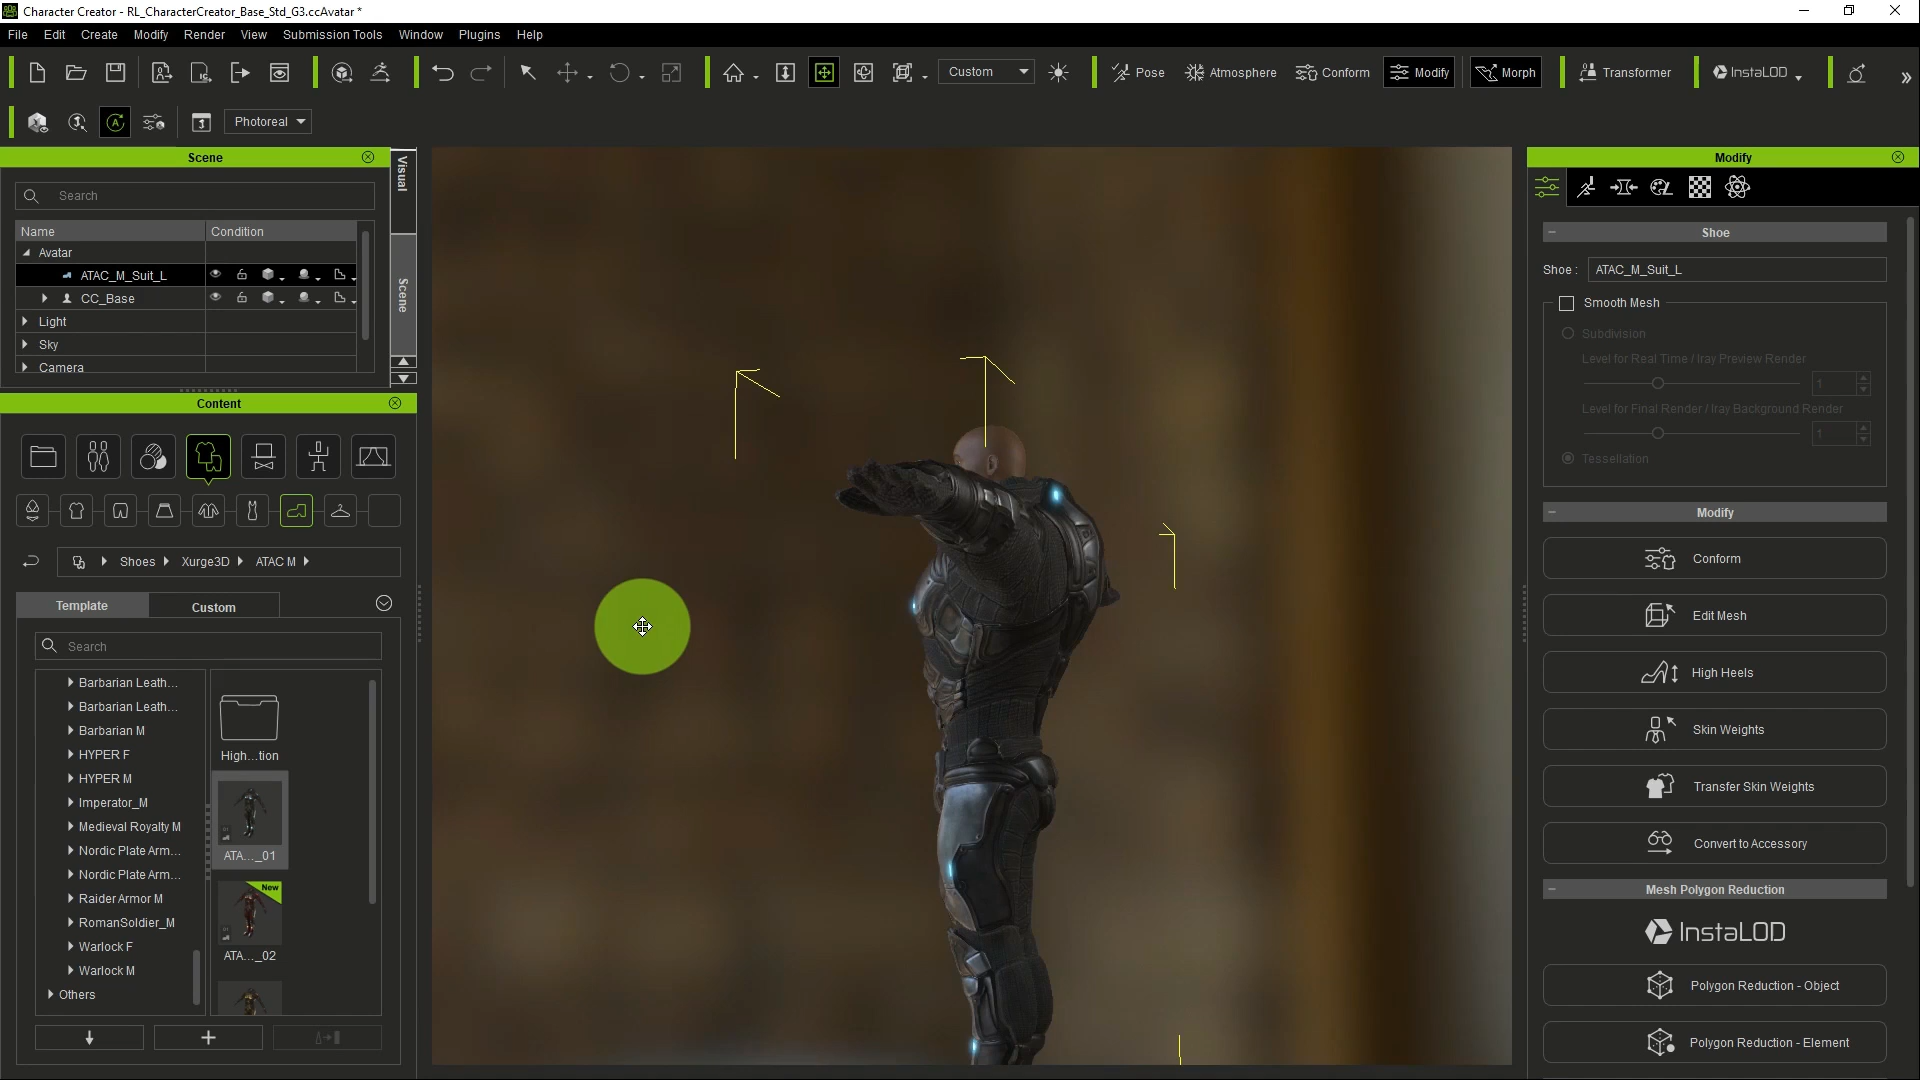 Character Creator - RL_CharacterCreator_Base_Std_G3.ccAvatar *
File Edit Create Modify Render View Submission Tools Window Plugins Help
Custom Pose Atmosphere Conform Modify Morph Transformer InstaLOD
Photoreal
Scene
Search
Name Condition
Avatar
ATAC_M_Suit_L
CC_Base
Light
Sky
Camera
Visual
Scene
Content
Shoes Xurge3D ATAC M
Template Custom
Search
Barbarian Leath...
Barbarian Leath...
Barbarian M
HYPER F
HYPER M
Imperator_M
Medieval Royalty M
Nordic Plate Arm...
Nordic Plate Arm...
Raider Armor M
RomanSoldier_M
Warlock F
Warlock M
Others
High...tion
ATA..._01
New
ATA..._02
Modify
Shoe
Shoe : ATAC_M_Suit_L
Smooth Mesh
Subdivision
Level for Real Time / Iray Preview Render
1
Level for Final Render / Iray Background Render
1
Tessellation
Modify
Conform
Edit Mesh
High Heels
Skin Weights
Transfer Skin Weights
Convert to Accessory
Mesh Polygon Reduction
InstaLOD
Polygon Reduction - Object
Polygon Reduction - Element